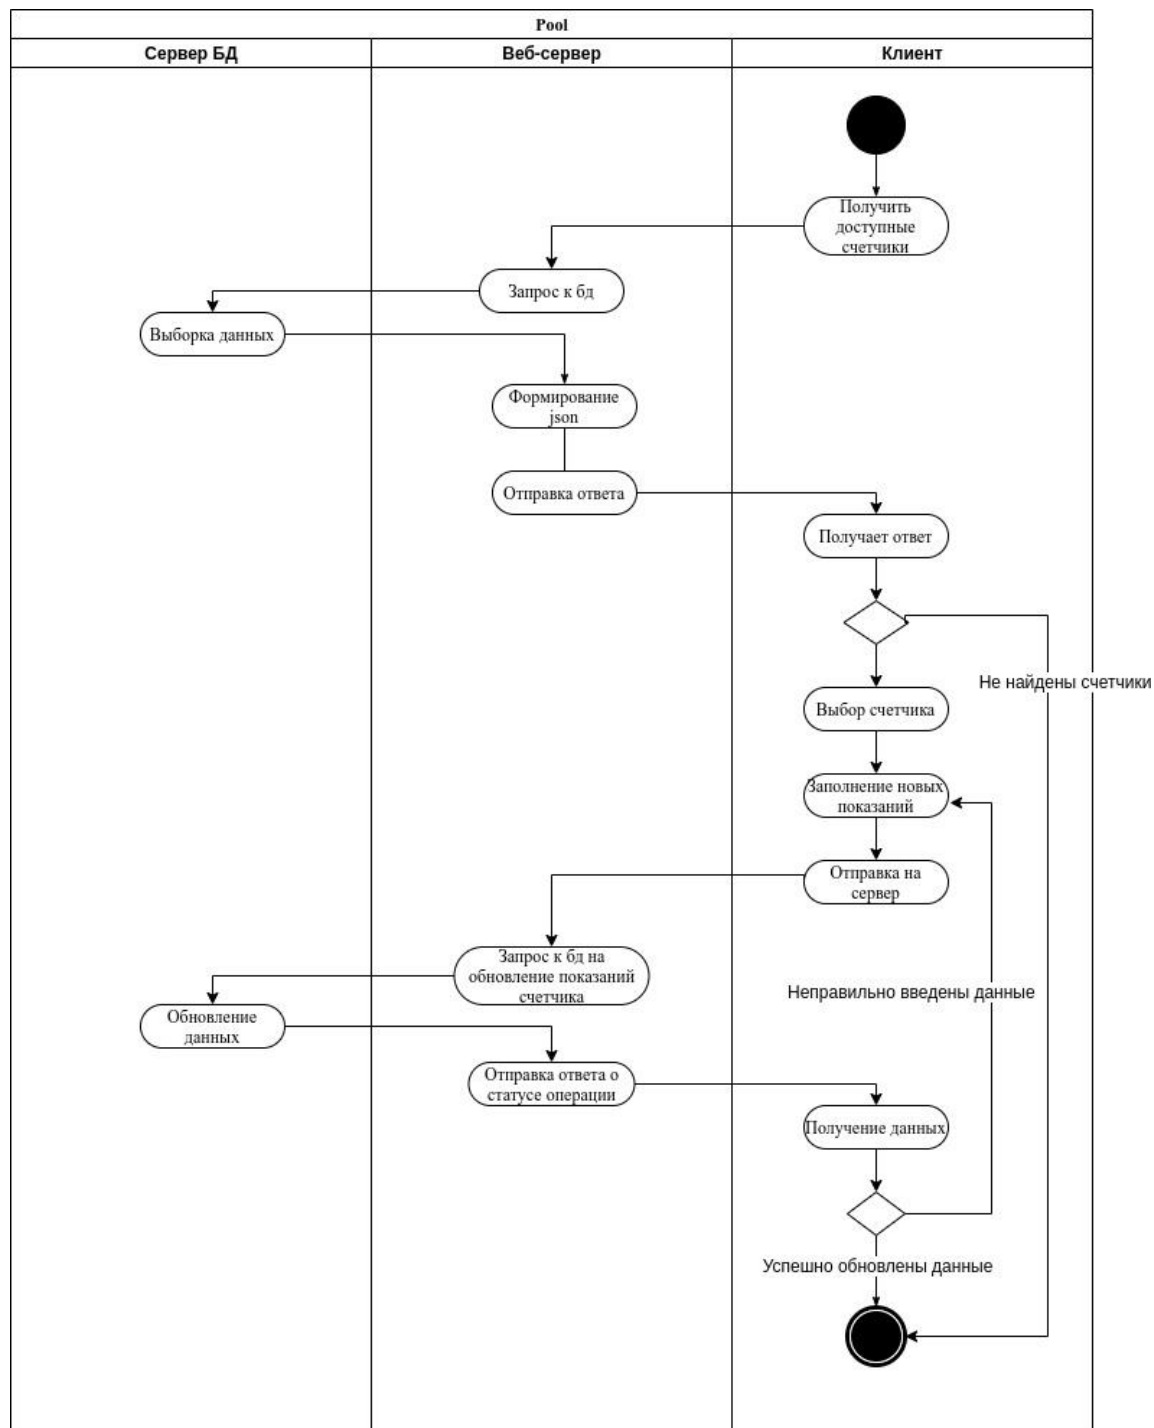 Pool
Сервер БД
Веб-сервер
Клиент
Получить
доступные
счетчики
Запрос к бд
Выборка данных
Формирование
json
Отправка ответа
Получает ответ
Не найдены счетчики
Выбор счетчика
Заполнение новых
показаний
Отправка на
сервер
Запрос к бд на
обновление показаний
счетчика
Неправильно введены данные
Обновление
данных
Отправка ответа о
статусе операции
Получение данных
Успешно обновлены данные